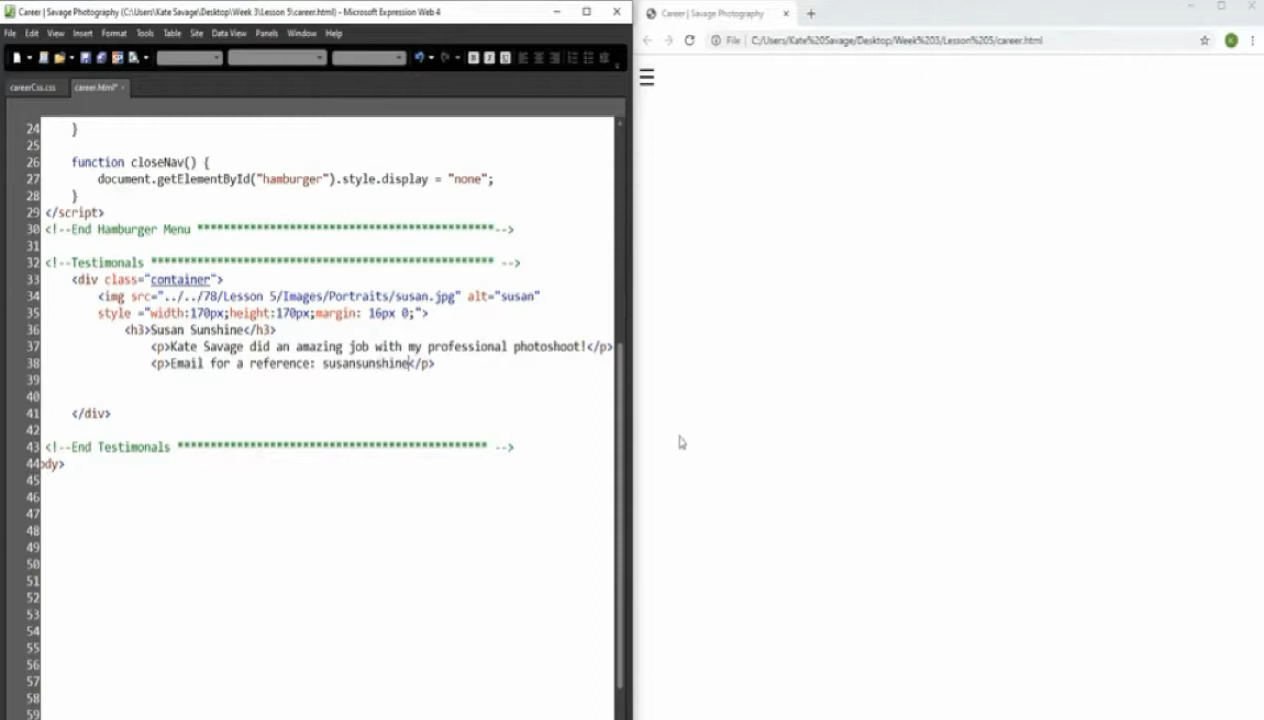 Career | Savage Photography (C:\Users\Kate Savage\Desktop\Week 3\Lesson 5\career.html) - Microsoft Expression Web 4
File Edit View Insert Format Tools Table Site Data View Panels Window Help
careerCss.css career.html*
24 }
25
26 function closeNav() {
27 document.getElementById("hamburger").style.display = "none";
28 }
29 </script>
30 <!--End Hamburger Menu *********************************************-->
31
32 <!--Testimonals **************************************************** -->
33 <div class="container">
34 <img src="../../78/Lesson 5/Images/Portraits/susan.jpg" alt="susan"
35 style ="width:170px;height:170px;margin: 16px 0;">
36 <h3>Susan Sunshine</h3>
37 <p>Kate Savage did an amazing job with my professional photoshoot!</p>
38 <p>Email for a reference: susansunshine</p>
39
40
41 </div>
42
43 <!--End Testimonals *********************************************** -->
44 ody>
45
46
47
48
49
50
51
52
53
54
55
56
57
58
59
Career | Savage Photography
File C:/Users/Kate%20Savage/Desktop/Week%203/Lesson%205/career.html